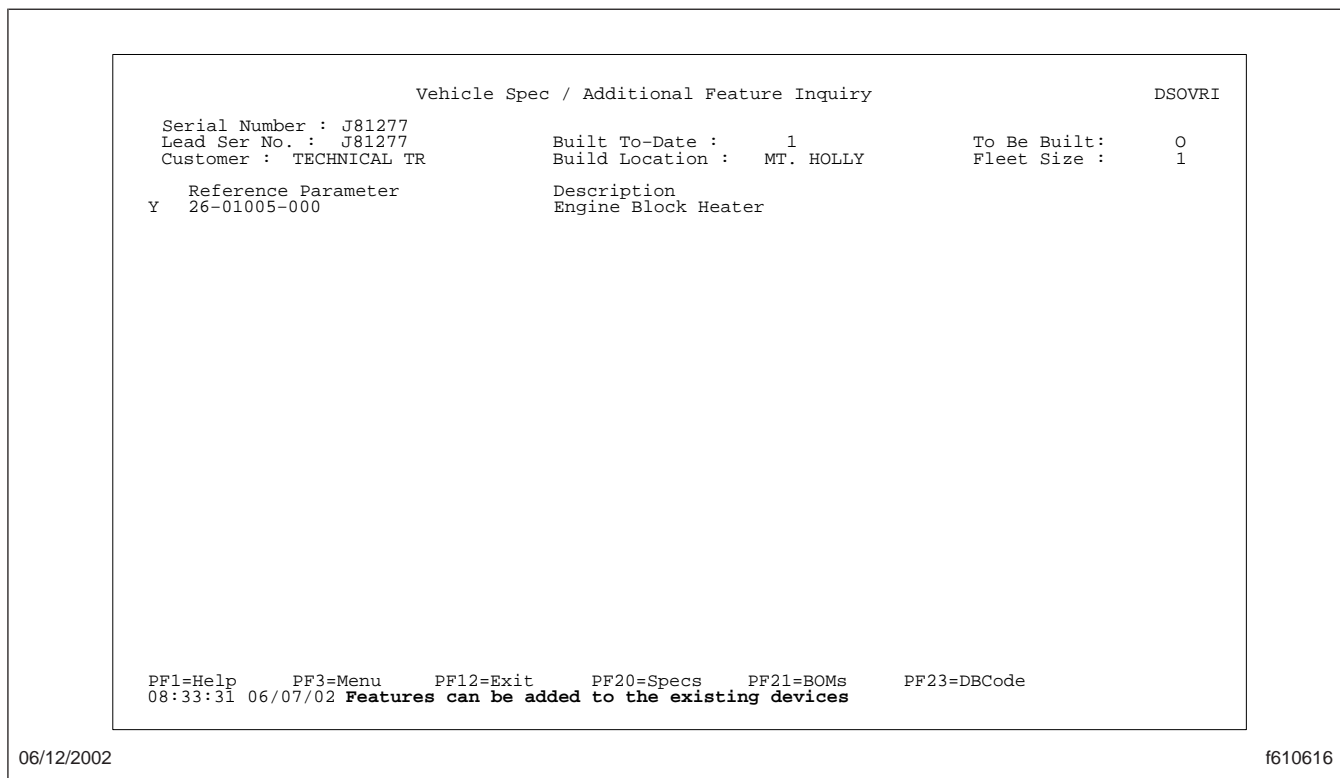 Vehicle Spec / Additional Feature Inquiry DSOVRI
Serial Number : J81277
Lead Ser No. : J81277 Built To-Date : 1 To Be Built: O
Customer : TECHNICAL TR Build Location : MT. HOLLY Fleet Size : 1
Reference Parameter Description
Y 26-01005-000 Engine Block Heater
PF1=Help PF3=Menu PF12=Exit PF20=Specs PF21=BOMs PF23=DBCode
08:33:31 06/07/02 Features can be added to the existing devices
06/12/2002 f610616